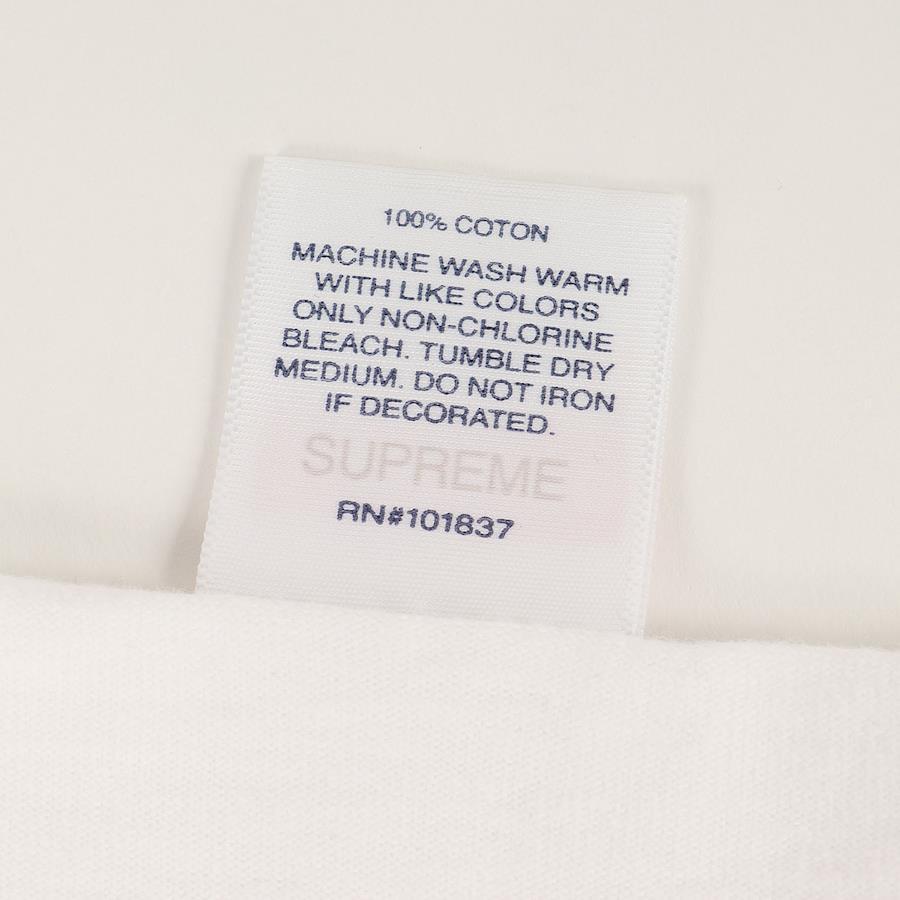 100% COTON
MACHINE WASH WARM
WITH LIKE COLORS
ONLY NON-CHLORINE
BLEACH. TUMBLE DRY
MEDIUM. DO NOT IRON
IF DECORATED.
SUPREME
RN#101837